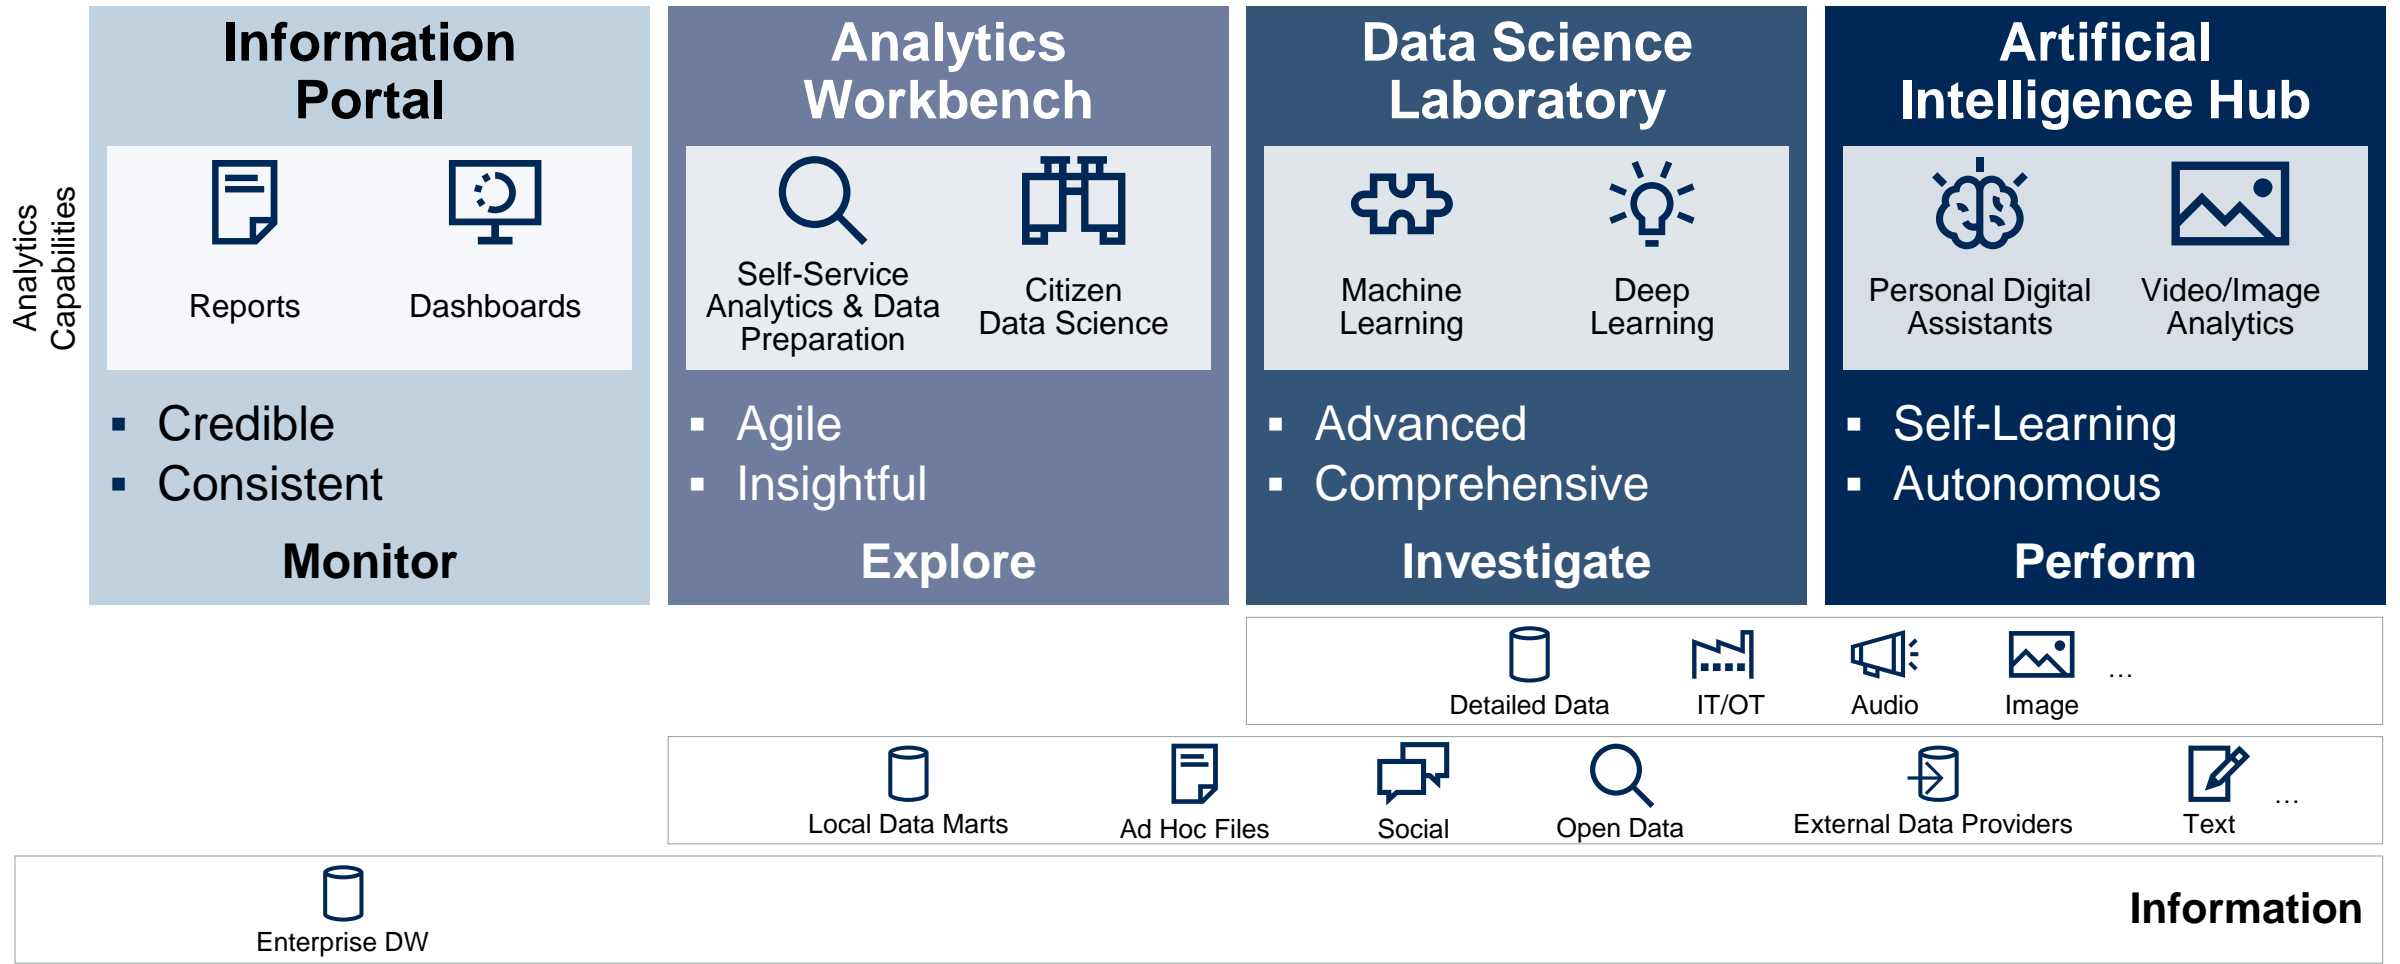 Information
Portal
Analytics
Workbench
Data Science
Laboratory
Artificial
Intelligence Hub
Analytics
Capabilities
Reports
Dashboards
Self-Service
Analytics & Data
Preparation
Citizen
Data Science
Machine
Learning
Deep
Learning
Personal Digital
Assistants
Video/Image
Analytics
▪ Credible
▪ Consistent
Monitor
▪ Agile
▪ Insightful
Explore
▪ Advanced
▪ Comprehensive
Investigate
▪ Self-Learning
▪ Autonomous
Perform
Detailed Data
IT/OT
Audio
Image
…
Local Data Marts
Ad Hoc Files
Social
Open Data
External Data Providers
Text
…
Enterprise DW
Information